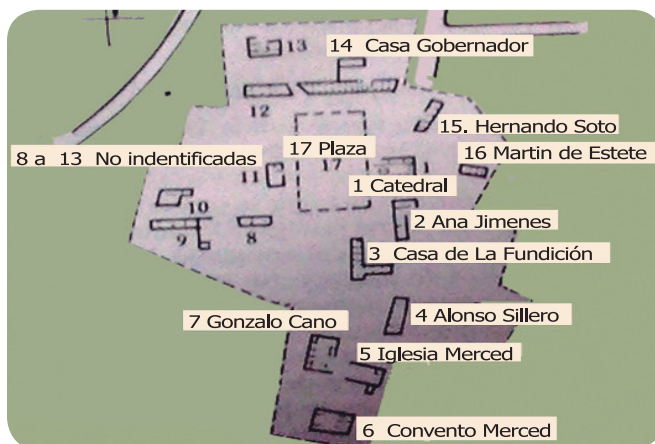 13
14 Casa Gobernador
12
15. Hernando Soto
8 a 13 No indentificadas
17 Plaza
17
16 Martin de Estete
11
1
1 Catedral
10
2 Ana Jimenes
9
8
3 Casa de La Fundición
7 Gonzalo Cano
4 Alonso Sillero
5 Iglesia Merced
6 Convento Merced